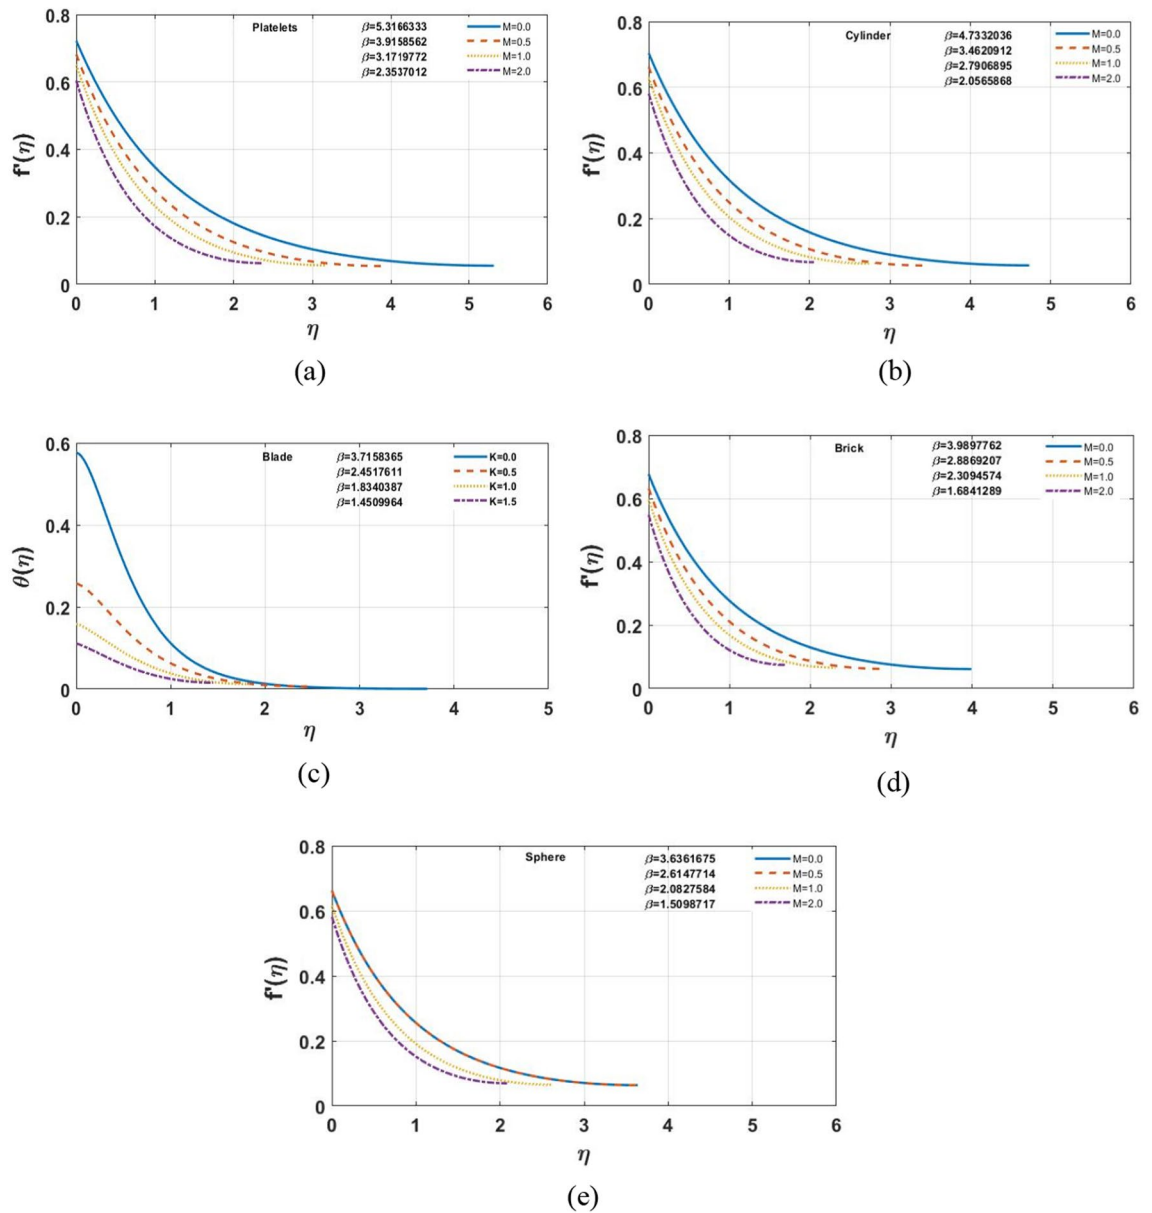 Platelets
β=5.3166333
β=3.9158562
β=3.1719772
β=2.3537012
M=0.0
M=0.5
M=1.0
M=2.0
f'(η)
0.8
0.6
0.4
0.2
0
0 1 2 3 4 5 6
η
(a)
Cylinder
β=4.7332036
β=3.4620912
β=2.7906895
β=2.0565868
M=0.0
M=0.5
M=1.0
M=2.0
f'(η)
0.8
0.6
0.4
0.2
0
0 1 2 3 4 5 6
η
(b)
Blade
β=3.7158365
β=2.4517611
β=1.8340387
β=1.4509964
K=0.0
K=0.5
K=1.0
K=1.5
θ(η)
0.6
0.4
0.2
0
0 1 2 3 4 5
η
(c)
Brick
β=3.9897762
β=2.8869207
β=2.3094574
β=1.6841289
M=0.0
M=0.5
M=1.0
M=2.0
f'(η)
0.8
0.6
0.4
0.2
0
0 1 2 3 4 5 6
η
(d)
Sphere
β=3.6361675
β=2.6147714
β=2.0827584
β=1.5098717
M=0.0
M=0.5
M=1.0
M=2.0
f'(η)
0.8
0.6
0.4
0.2
0
0 1 2 3 4 5 6
η
(e)